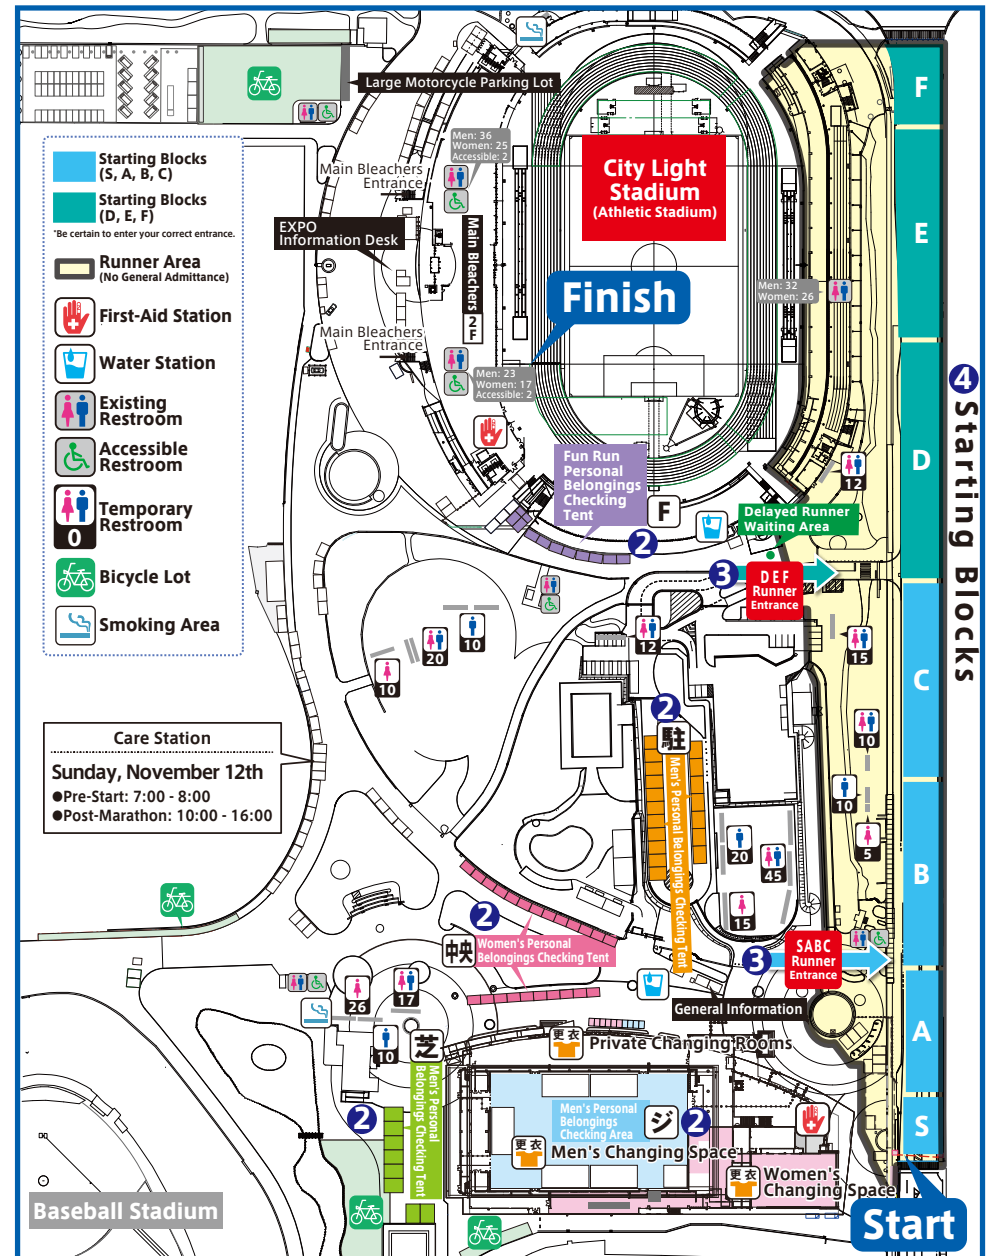 Large Motorcycle Parking Lot
Starting Blocks
(S, A, B, C)
Starting Blocks
(D, E, F)
*Be certain to enter your correct entrance.
Runner Area
(No General Admittance)
First-Aid Station
Water Station
Existing
Restroom
Accessible
Restroom
Temporary
Restroom
0
Bicycle Lot
Smoking Area
Care Station
Sunday, November 12th
●Pre-Start: 7:00 - 8:00
●Post-Marathon: 10:00 - 16:00
Men: 36
Women: 25
Accessible: 2
Main Bleachers
Entrance
EXPO
Information Desk
Main Bleachers
2F
Main Bleachers
Entrance
Men: 23
Women: 17
Accessible: 2
City Light
Stadium
(Athletic Stadium)
Finish
Men: 32
Women: 26
F
E
D
C
B
A
S
4
Starting Blocks
Fun Run
Personal
Belongings
Checking
Tent
F
2
12
Delayed Runner
Waiting Area
3
DEF
Runner
Entrance
12
15
10
20
10
2
駐
Men's Personal Belongings Checking Tent
10
10
5
20
45
15
2
中央
Women's Personal
Belongings Checking Tent
3
SABC
Runner
Entrance
General Information
26
17
10
芝
Men's Personal
Belongings Checking Tent
2
更衣
Private Changing Rooms
Men's Personal
Belongings
Checking Area
ジ
2
更衣
Men's Changing Space
更衣
Women's
Changing Space
Baseball Stadium
Start